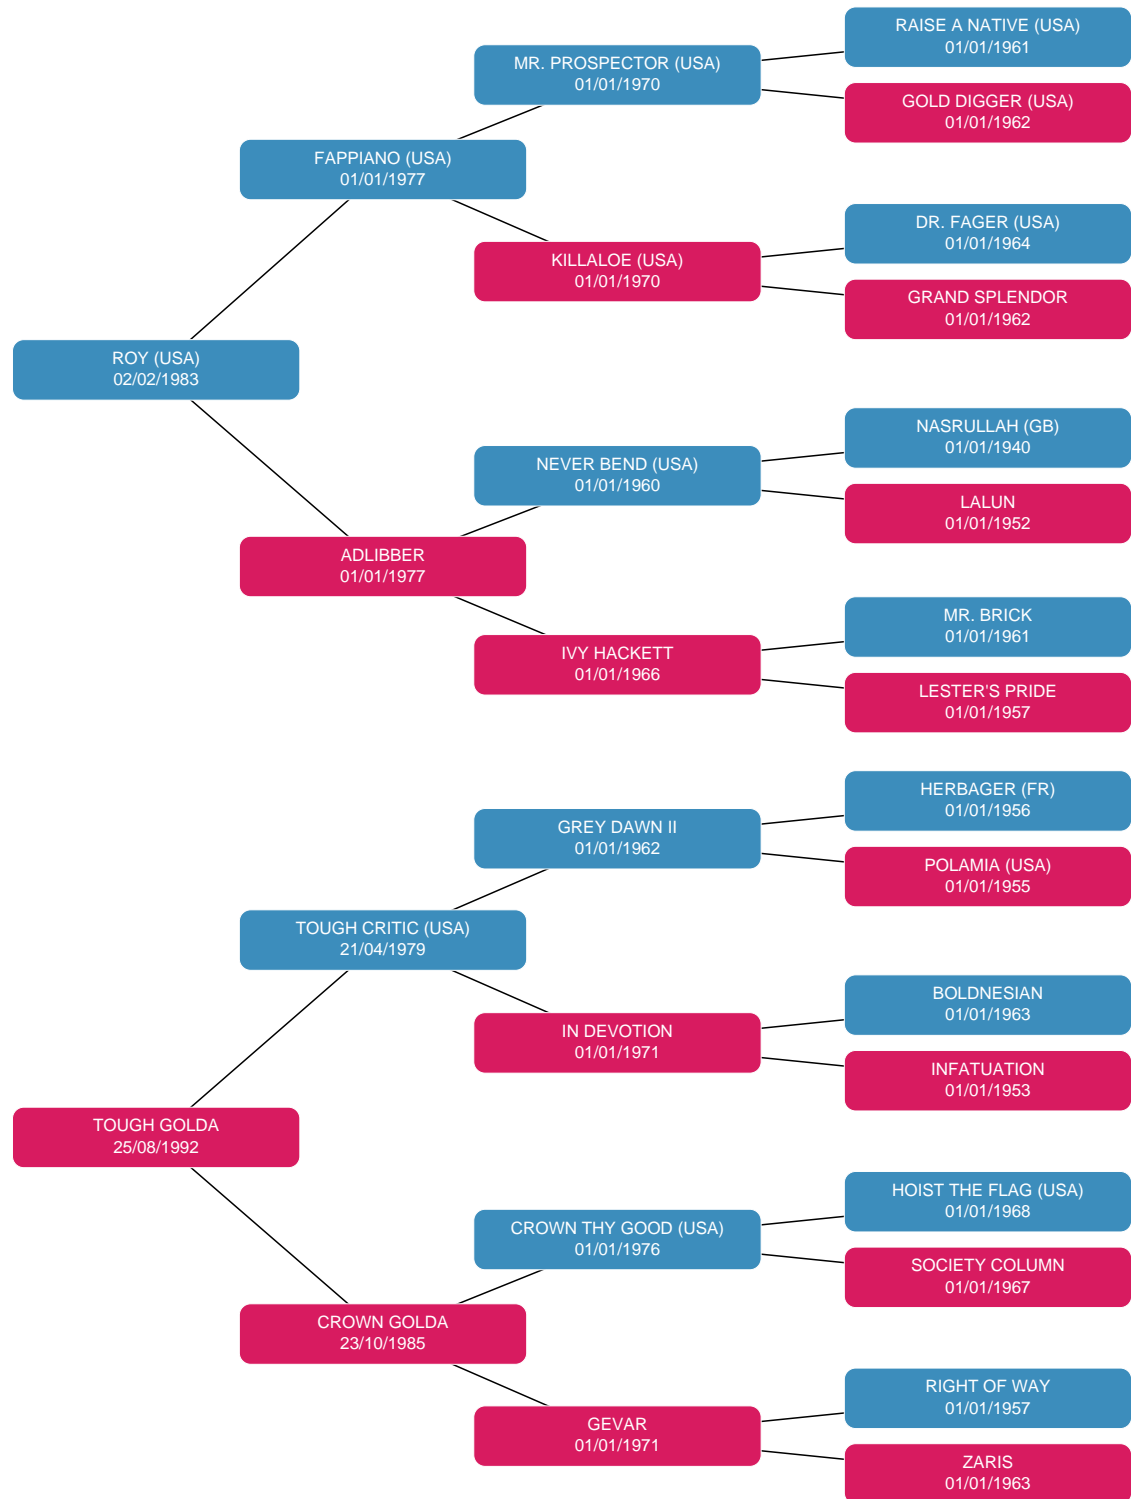 RAISE A NATIVE (USA)
01/01/1961
MR. PROSPECTOR (USA)
01/01/1970
GOLD DIGGER (USA)
01/01/1962
FAPPIANO (USA)
01/01/1977
DR. FAGER (USA)
01/01/1964
KILLALOE (USA)
01/01/1970
GRAND SPLENDOR
01/01/1962
ROY (USA)
02/02/1983
NASRULLAH (GB)
01/01/1940
NEVER BEND (USA)
01/01/1960
LALUN
01/01/1952
ADLIBBER
01/01/1977
MR. BRICK
01/01/1961
IVY HACKETT
01/01/1966
LESTER'S PRIDE
01/01/1957
HERBAGER (FR)
01/01/1956
GREY DAWN II
01/01/1962
POLAMIA (USA)
01/01/1955
TOUGH CRITIC (USA)
21/04/1979
BOLDNESIAN
01/01/1963
IN DEVOTION
01/01/1971
INFATUATION
01/01/1953
TOUGH GOLDA
25/08/1992
HOIST THE FLAG (USA)
01/01/1968
CROWN THY GOOD (USA)
01/01/1976
SOCIETY COLUMN
01/01/1967
CROWN GOLDA
23/10/1985
RIGHT OF WAY
01/01/1957
GEVAR
01/01/1971
ZARIS
01/01/1963